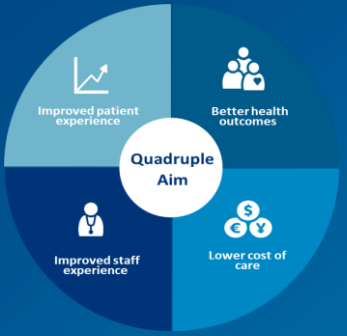 Improved patient
experience
Better health
outcomes
Quadruple
Aim
Improved staff
experience
$
€ ¥
Lower cost of
care